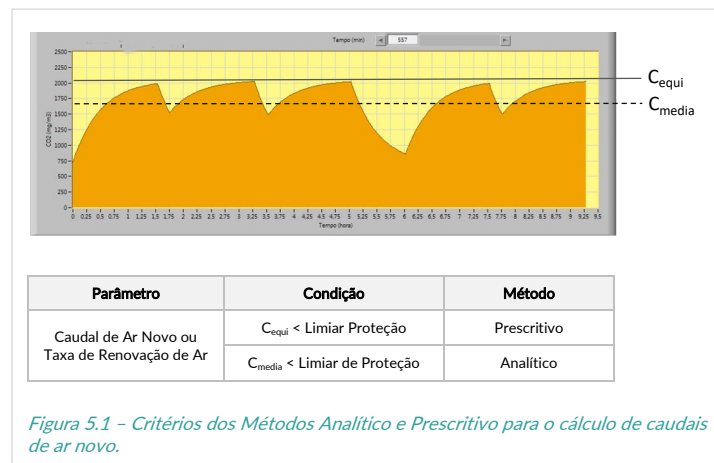 Tempo (min) 557
2500
2250
2000
1750
1500
1250
1000
750
500
250
0
CO2 (mg/m3)
0 0,25 0,5 0,75 1 1,25 1,5 1,75 2 2,25 2,5 2,75 3 3,25 3,5 3,75 4 4,25 4,5 4,75 5 5,25 5,5 5,75 6 6,25 6,5 6,75 7 7,25 7,5 7,75 8 8,25 8,5 8,75 9 9,25 9,5
Tempo (hora)
Cequi
Cmedia
Parâmetro Condição Método
Caudal de Ar Novo ou
Taxa de Renovação de Ar
Cequi < Limiar Proteção Prescritivo
Cmedia < Limiar de Proteção Analítico
Figura 5.1 – Critérios dos Métodos Analítico e Prescritivo para o cálculo de caudais
de ar novo.